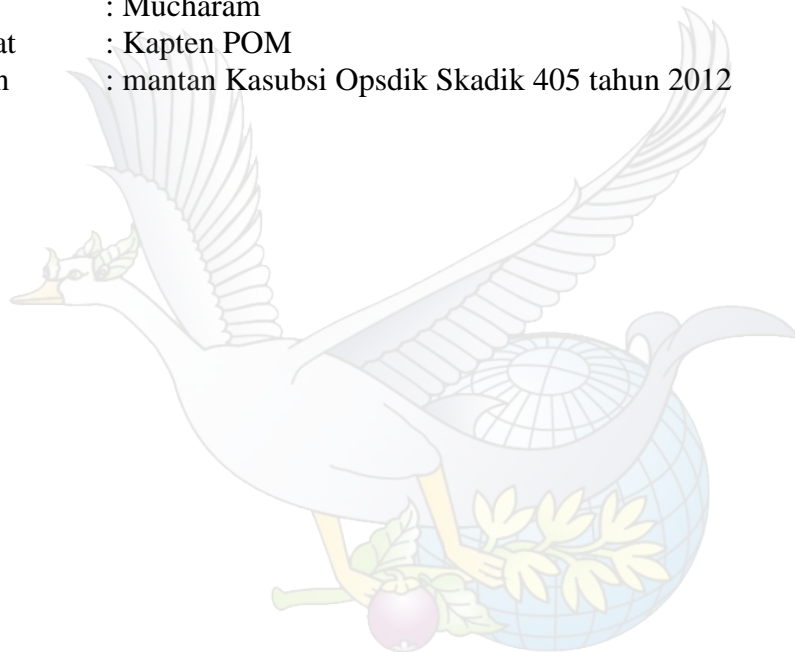 : Mucharam
at : Kapten POM
n : mantan Kasubsi Opsdik Skadik 405 tahun 2012